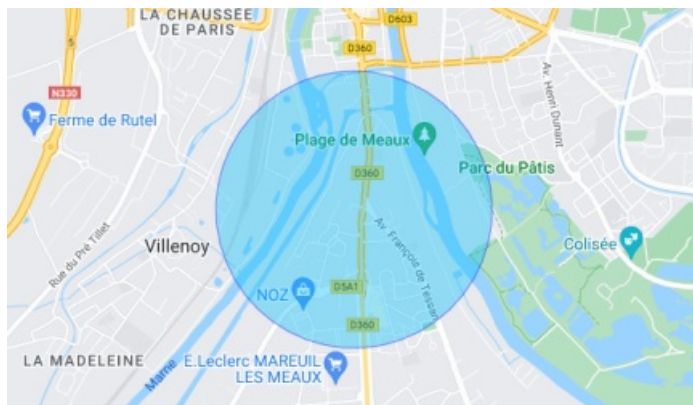 LA CHAUSSÉE
DE PARIS
D603
D360
5
N330
Ferme de Rutel
Av. Henri Dunant
Plage de Meaux
D360
Parc du Pâtis
Rue du Pré Tillet
Villenoy
Colisée
Av. François de Tessan
NOZ
D5A1
D360
LA MADELEINE
Marne
E.Leclerc MAREUIL
LES MEAUX